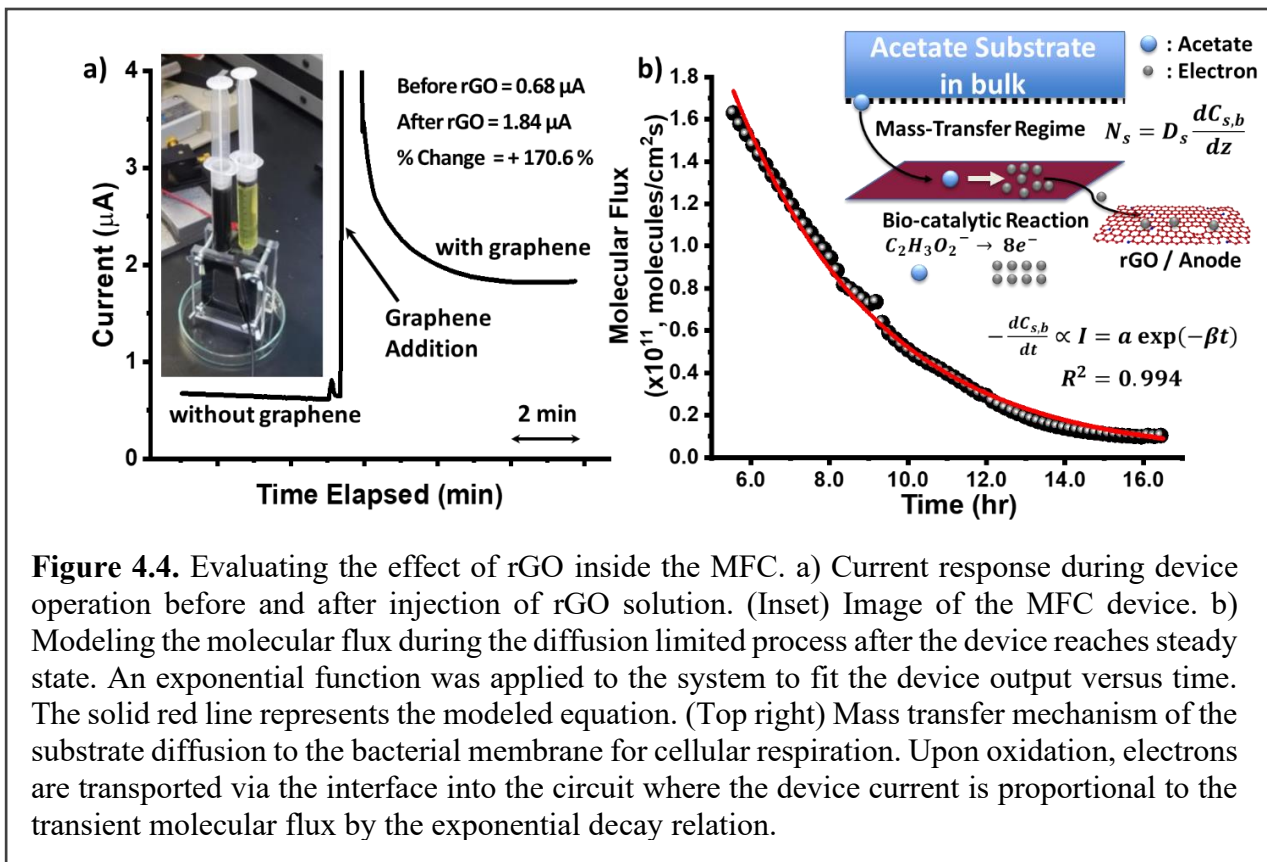 a)
4
3
2
1
0
Current (μA)
Before rGO = 0.68 μA
After rGO = 1.84 μA
% Change = + 170.6 %
with graphene
Graphene
Addition
without graphene
2 min
Time Elapsed (min)
b)
1.8
1.6
1.4
1.2
1.0
0.8
0.6
0.4
0.2
0.0
Molecular Flux
(x10¹¹, molecules/cm²s)
6.0 8.0 10.0 12.0 14.0 16.0
Time (hr)
Acetate Substrate
in bulk
: Acetate
: Electron
Mass-Transfer Regime
N_s = D_s dC_{s,b}/dz
Bio-catalytic Reaction
C₂H₃O₂⁻ → 8e⁻
rGO / Anode
-dC_{s,b}/dt ∝ I = a exp(-βt)
R² = 0.994
Figure 4.4. Evaluating the effect of rGO inside the MFC. a) Current response during device
operation before and after injection of rGO solution. (Inset) Image of the MFC device. b)
Modeling the molecular flux during the diffusion limited process after the device reaches steady
state. An exponential function was applied to the system to fit the device output versus time.
The solid red line represents the modeled equation. (Top right) Mass transfer mechanism of the
substrate diffusion to the bacterial membrane for cellular respiration. Upon oxidation, electrons
are transported via the interface into the circuit where the device current is proportional to the
transient molecular flux by the exponential decay relation.